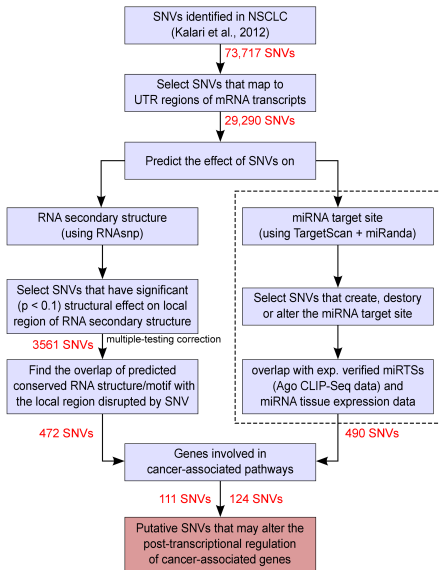 SNVs identified in NSCLC
(Kalari et al., 2012)
73,717 SNVs
Select SNVs that map to
UTR regions of mRNA transcripts
29,290 SNVs
Predict the effect of SNVs on
RNA secondary structure
(using RNAsnp)
Select SNVs that have significant
(p < 0.1) structural effect on local
region of RNA secondary structure
3561 SNVs
multiple-testing correction
Find the overlap of predicted
conserved RNA structure/motif with
the local region disrupted by SNV
472 SNVs
miRNA target site
(using TargetScan + miRanda)
Select SNVs that create, destory
or alter the miRNA target site
overlap with exp. verified miRTSs
(Ago CLIP-Seq data) and
miRNA tissue expression data
490 SNVs
Genes involved in
cancer-associated pathways
111 SNVs
124 SNVs
Putative SNVs that may alter the
post-transcriptional regulation
of cancer-associated genes